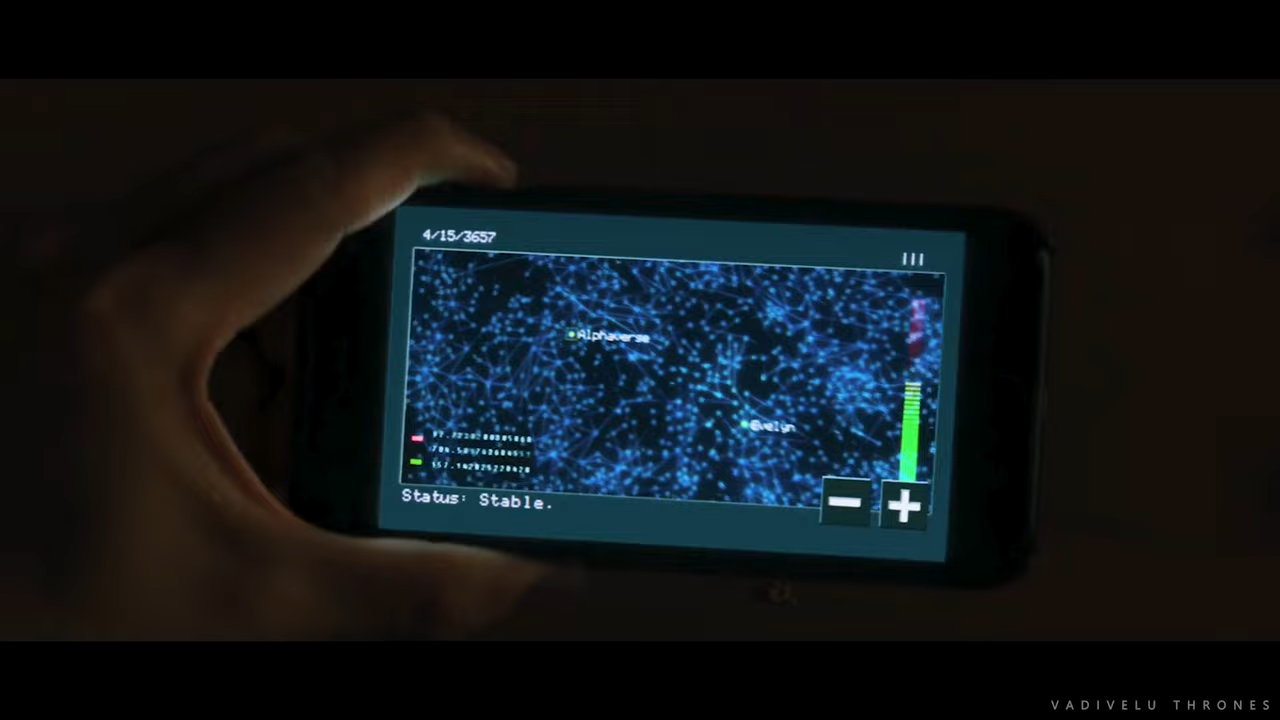 4/15/3657
Alphaverse
Evelyn
Status: Stable.
VADIVELU THRONES